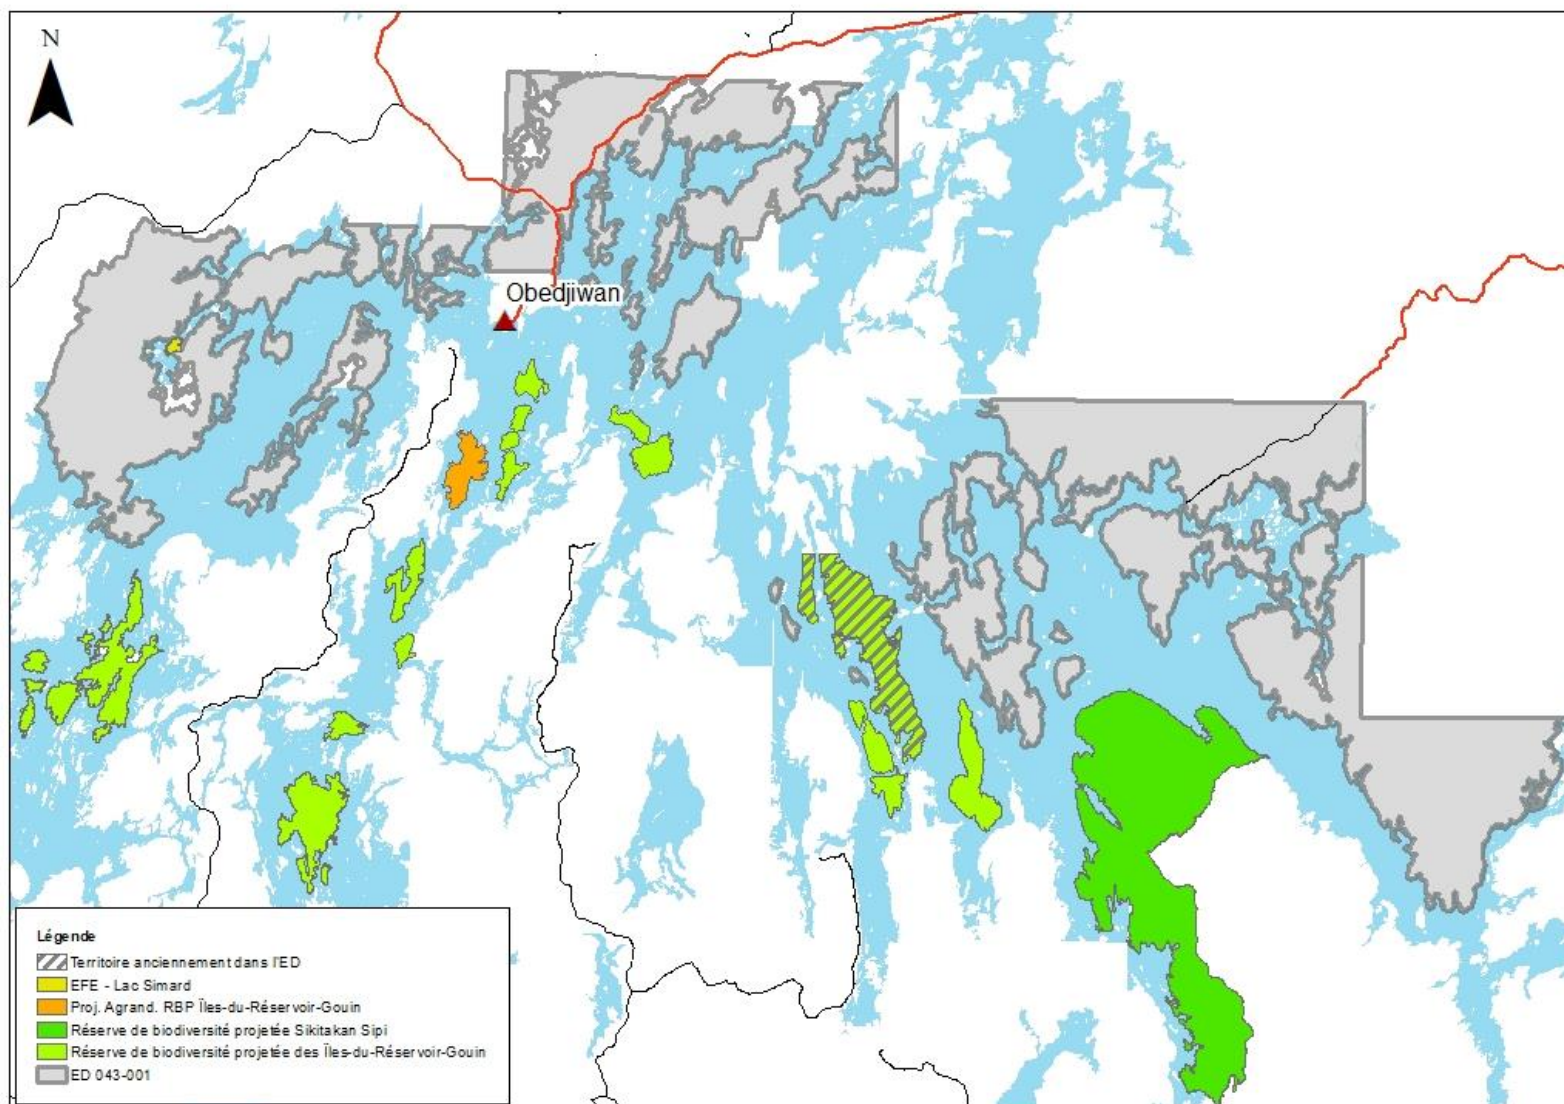 N
Obedjiwan
Légende
Territoire anciennement dans l'ED
EFE - Lac Simard
Proj. Agrand. RBP Îles-du-Réservoir-Gouin
Réserve de biodiversité projetée Sikitakan Sipi
Réserve de biodiversité projetée des Îles-du-Réservoir-Gouin
ED 043-001